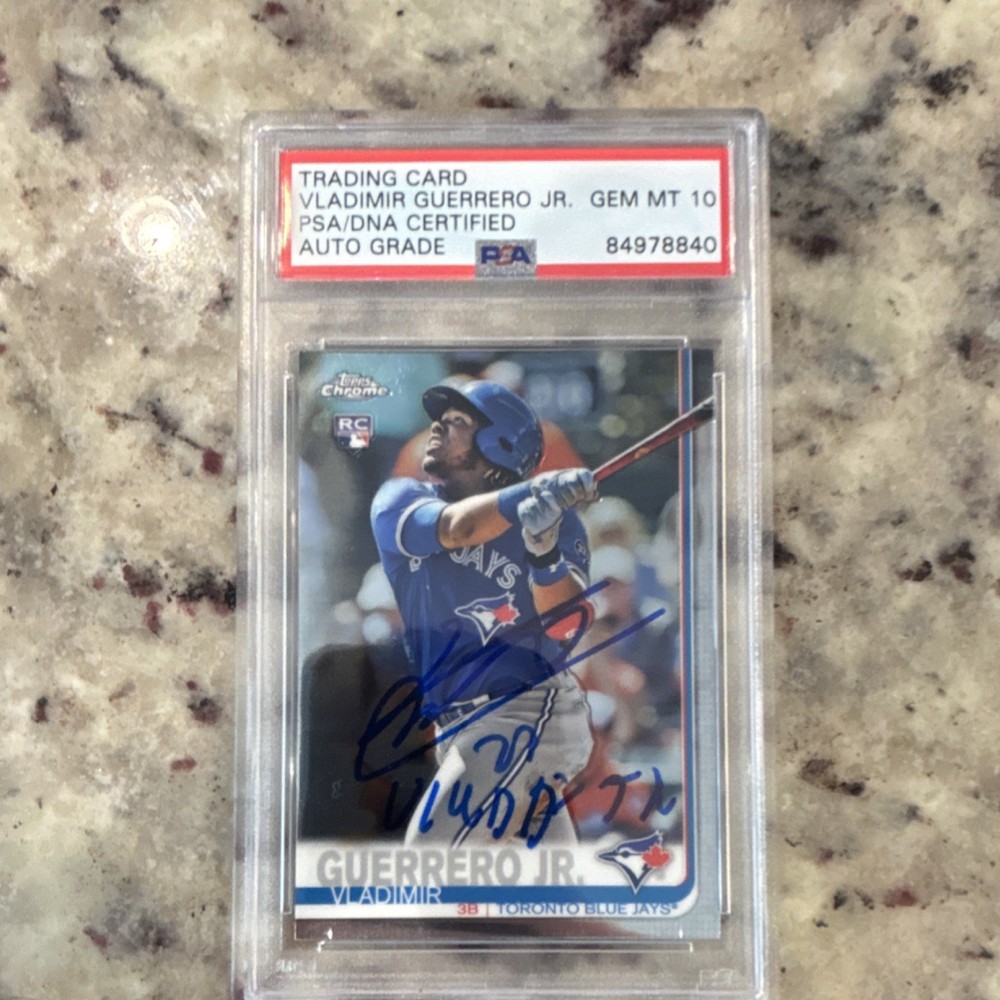 TRADING CARD
VLADIMIR GUERRERO JR. GEM MT 10
PSA/DNA CERTIFIED
AUTO GRADE PSA 84978840
Topps
Chrome
RC
JAYS
27
GUERRERO JR.
VLADIMIR
3B | TORONTO BLUE JAYS